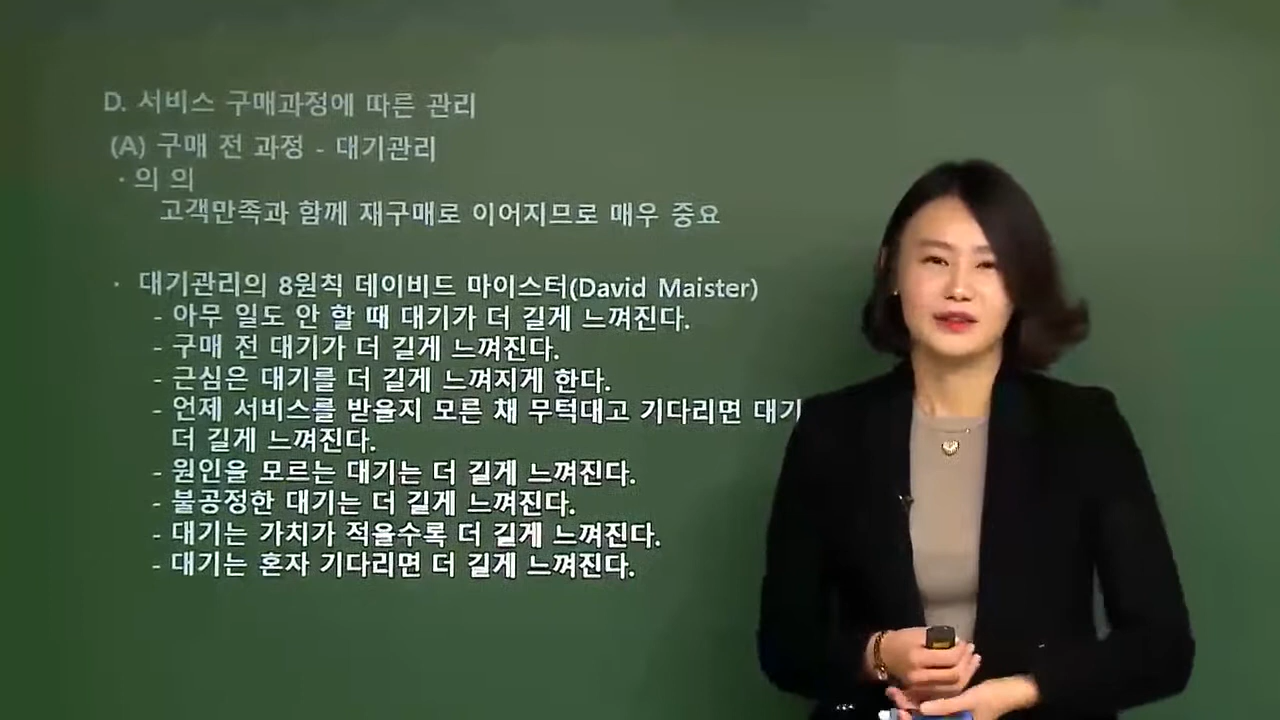 D. 서비스 구매과정에 따른 관리
(A) 구매 전 과정 - 대기관리
· 의 의
고객만족과 함께 재구매로 이어지므로 매우 중요
· 대기관리의 8원칙 데이비드 마이스터(David Maister)
- 아무 일도 안 할 때 대기가 더 길게 느껴진다.
- 구매 전 대기가 더 길게 느껴진다.
- 근심은 대기를 더 길게 느껴지게 한다.
- 언제 서비스를 받을지 모른 채 무턱대고 기다리면 대기
더 길게 느껴진다.
- 원인을 모르는 대기는 더 길게 느껴진다.
- 불공정한 대기는 더 길게 느껴진다.
- 대기는 가치가 적을수록 더 길게 느껴진다.
- 대기는 혼자 기다리면 더 길게 느껴진다.